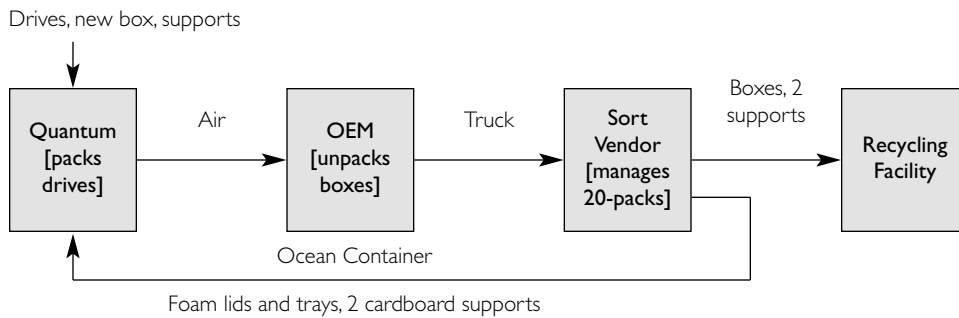 Drives, new box, supports
Quantum
[packs
drives]
Air
OEM
[unpacks
boxes]
Truck
Sort
Vendor
[manages
20-packs]
Boxes, 2
supports
Recycling
Facility
Ocean Container
Foam lids and trays, 2 cardboard supports